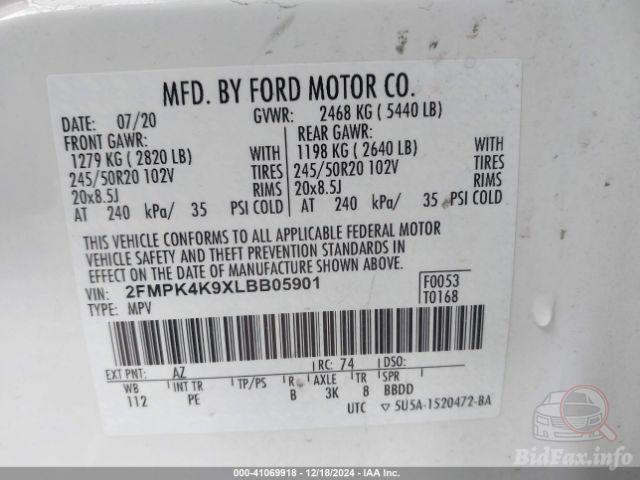 MFD. BY FORD MOTOR CO.
DATE: 07/20 GVWR: 2468 KG ( 5440 LB)
FRONT GAWR: REAR GAWR:
1279 KG ( 2820 LB) WITH 1198 KG ( 2640 LB) WITH
245/50R20 102V TIRES 245/50R20 102V TIRES
20x8.5J RIMS 20x8.5J RIMS
AT 240 kPa/ 35 PSI COLD AT 240 kPa/ 35 PSI COLD
THIS VEHICLE CONFORMS TO ALL APPLICABLE FEDERAL MOTOR
VEHICLE SAFETY AND THEFT PREVENTION STANDARDS IN
EFFECT ON THE DATE OF MANUFACTURE SHOWN ABOVE.
VIN: 2FMPK4K9XLBB05901 F0053
TYPE: MPV T0168
EXT PNT: AZ RC: 74 DSO:
WB INT TR TP/PS R AXLE TR SPR
112 PE B 3K 8 BBDD
UTC ▽ 5U5A-1520472-BA
BidFax.info
000-41069918 - 12/18/2024 - IAA Inc.